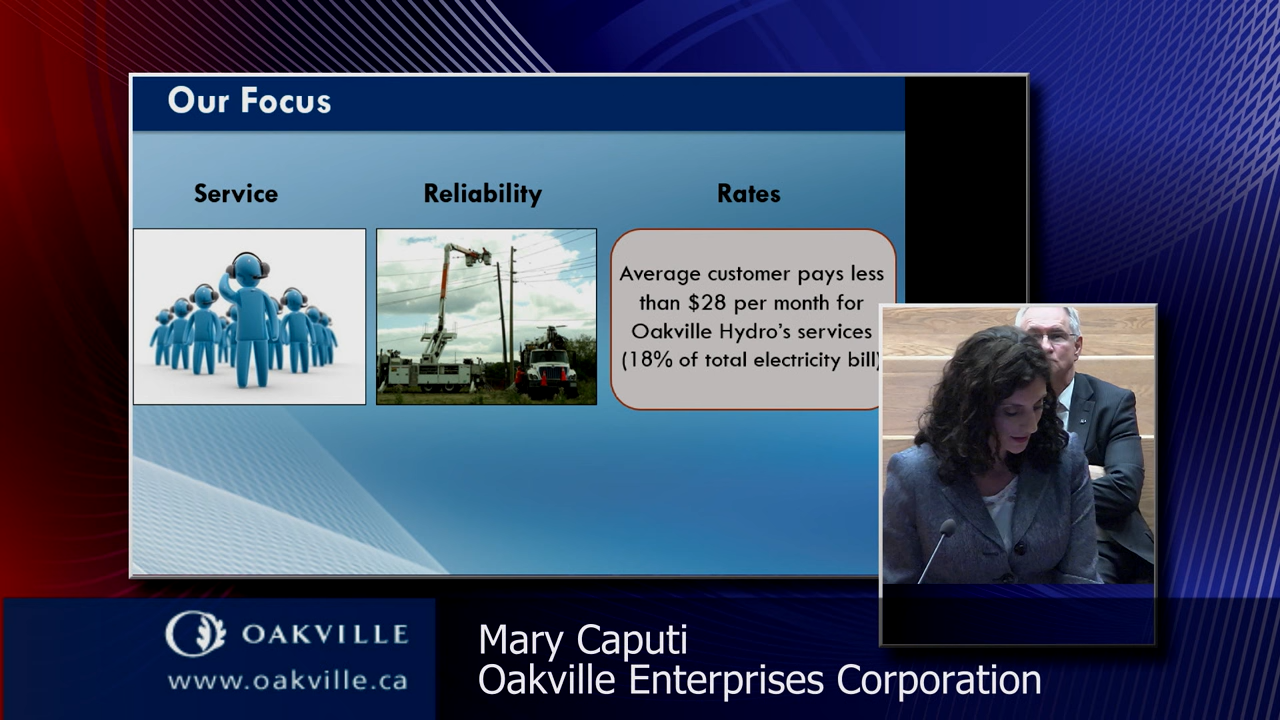 Our Focus
Service
Reliability
Rates
Average customer pays less
than $28 per month for
Oakville Hydro's services
(18% of total electricity bill)
OAKVILLE
www.oakville.ca
Mary Caputi
Oakville Enterprises Corporation